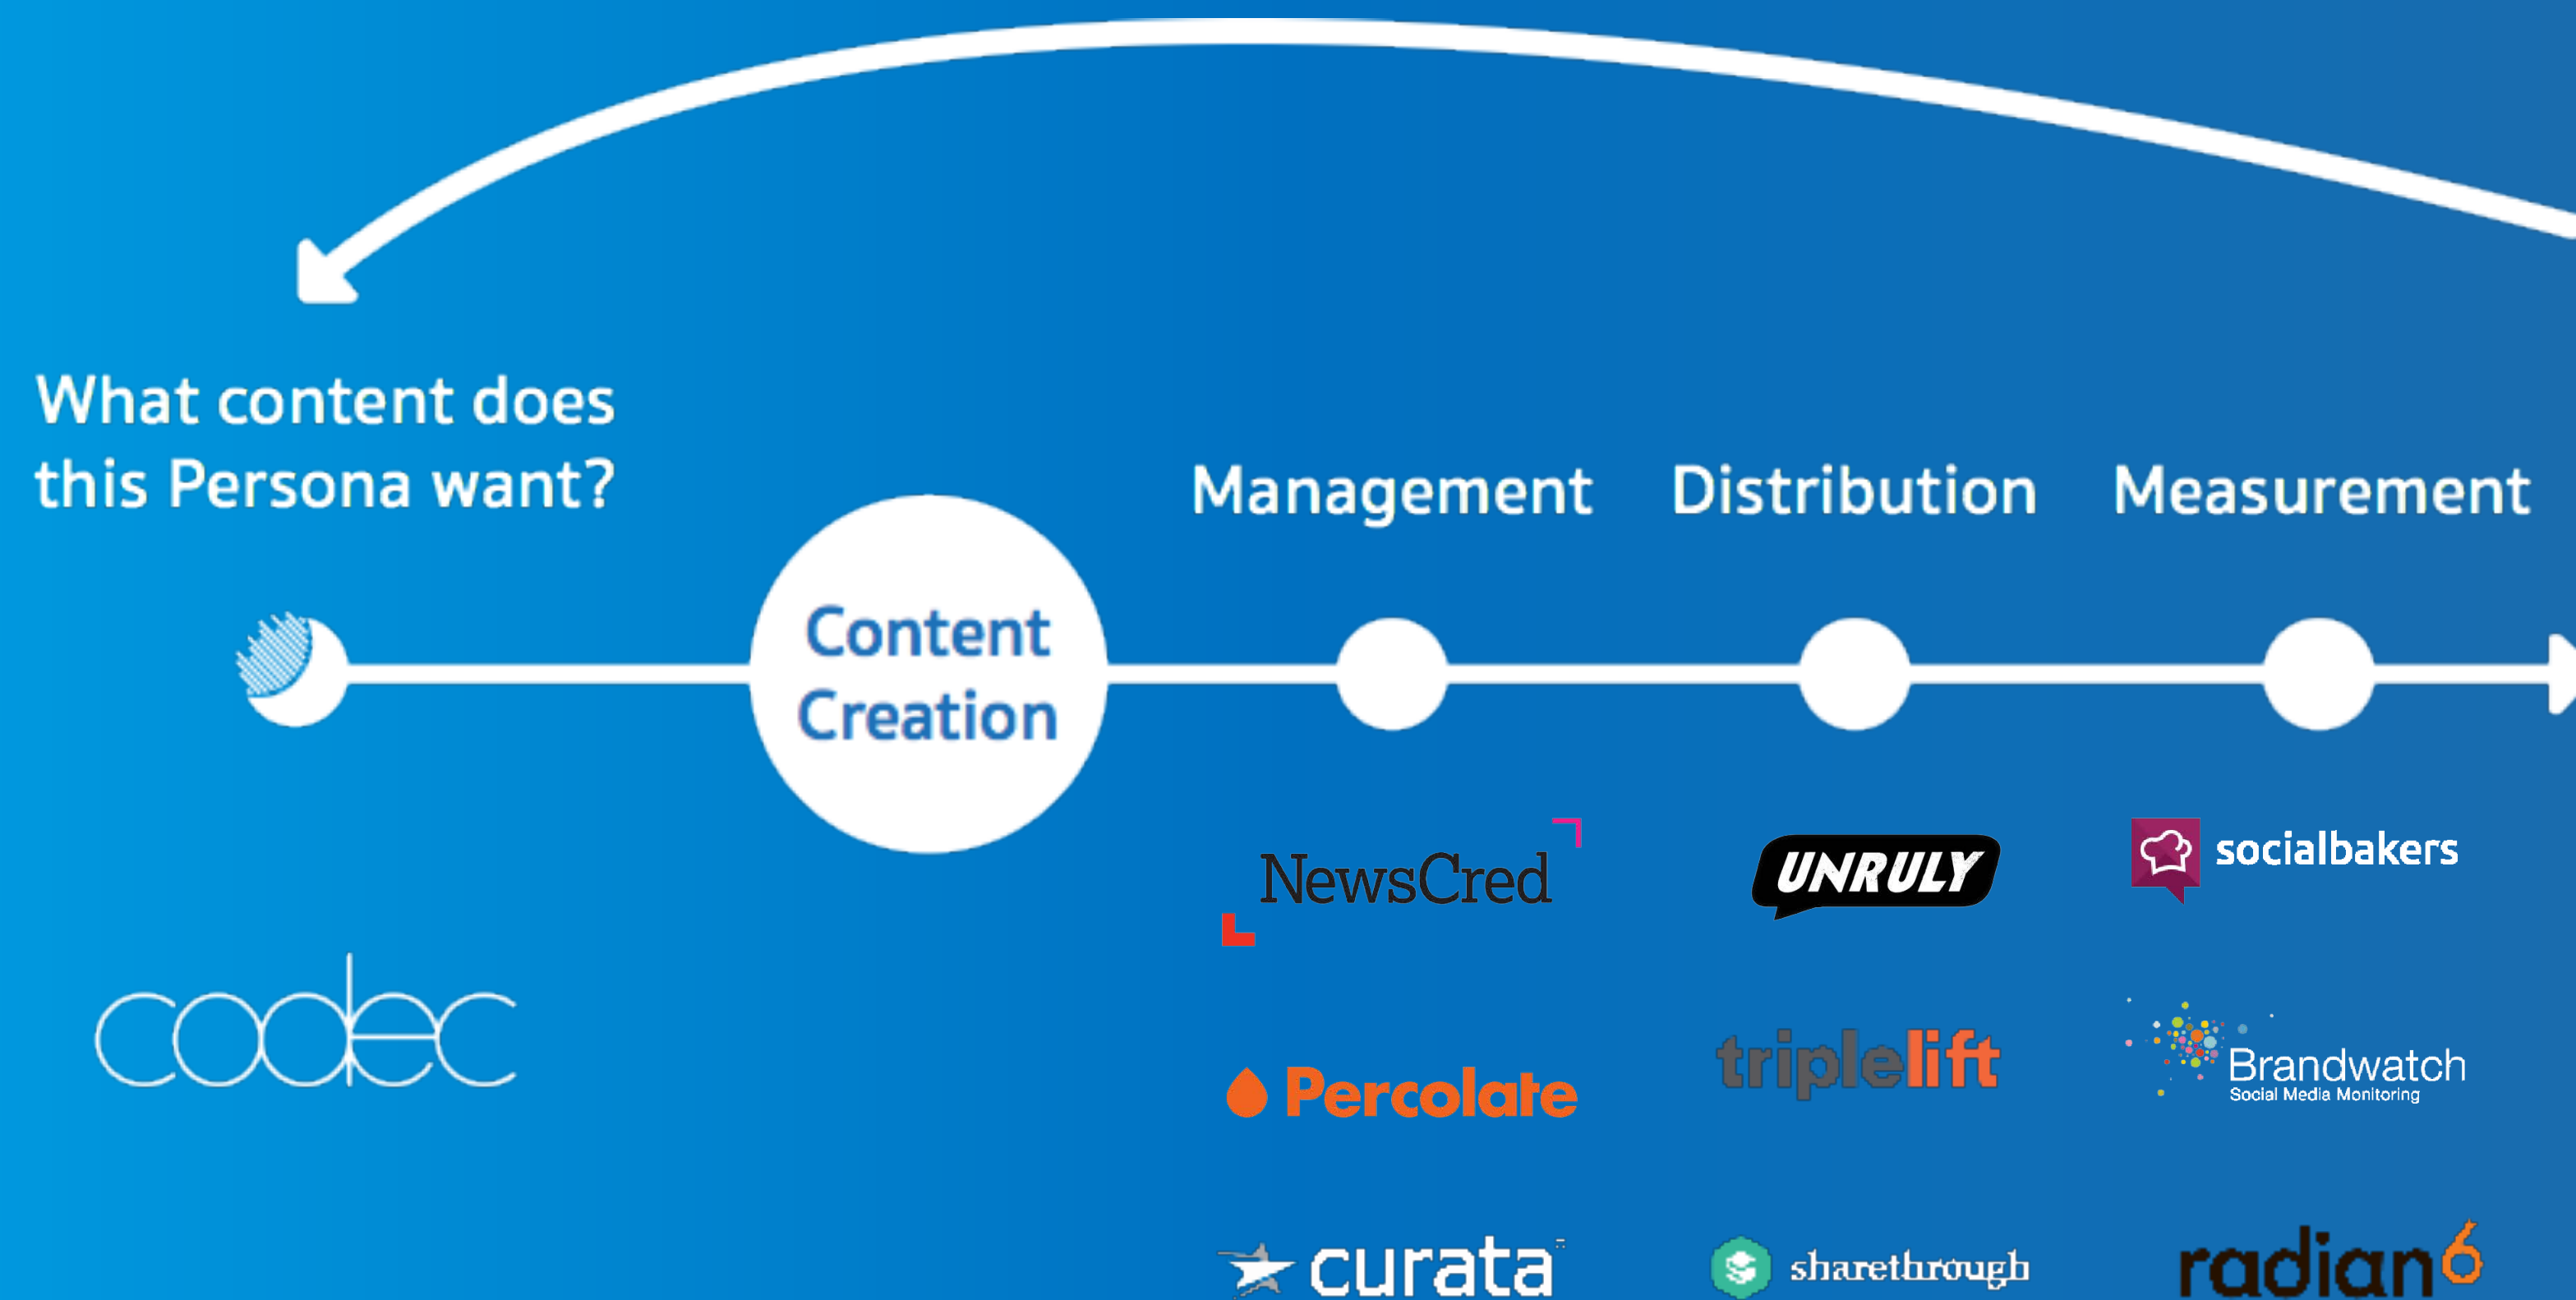 What content does
this Persona want?
Content
Creation
Management
Distribution
Measurement
codec
NewsCred
Percolate
curata
UNRULY
triplelift
sharethrough
socialbakers
Brandwatch
Social Media Monitoring
radian6